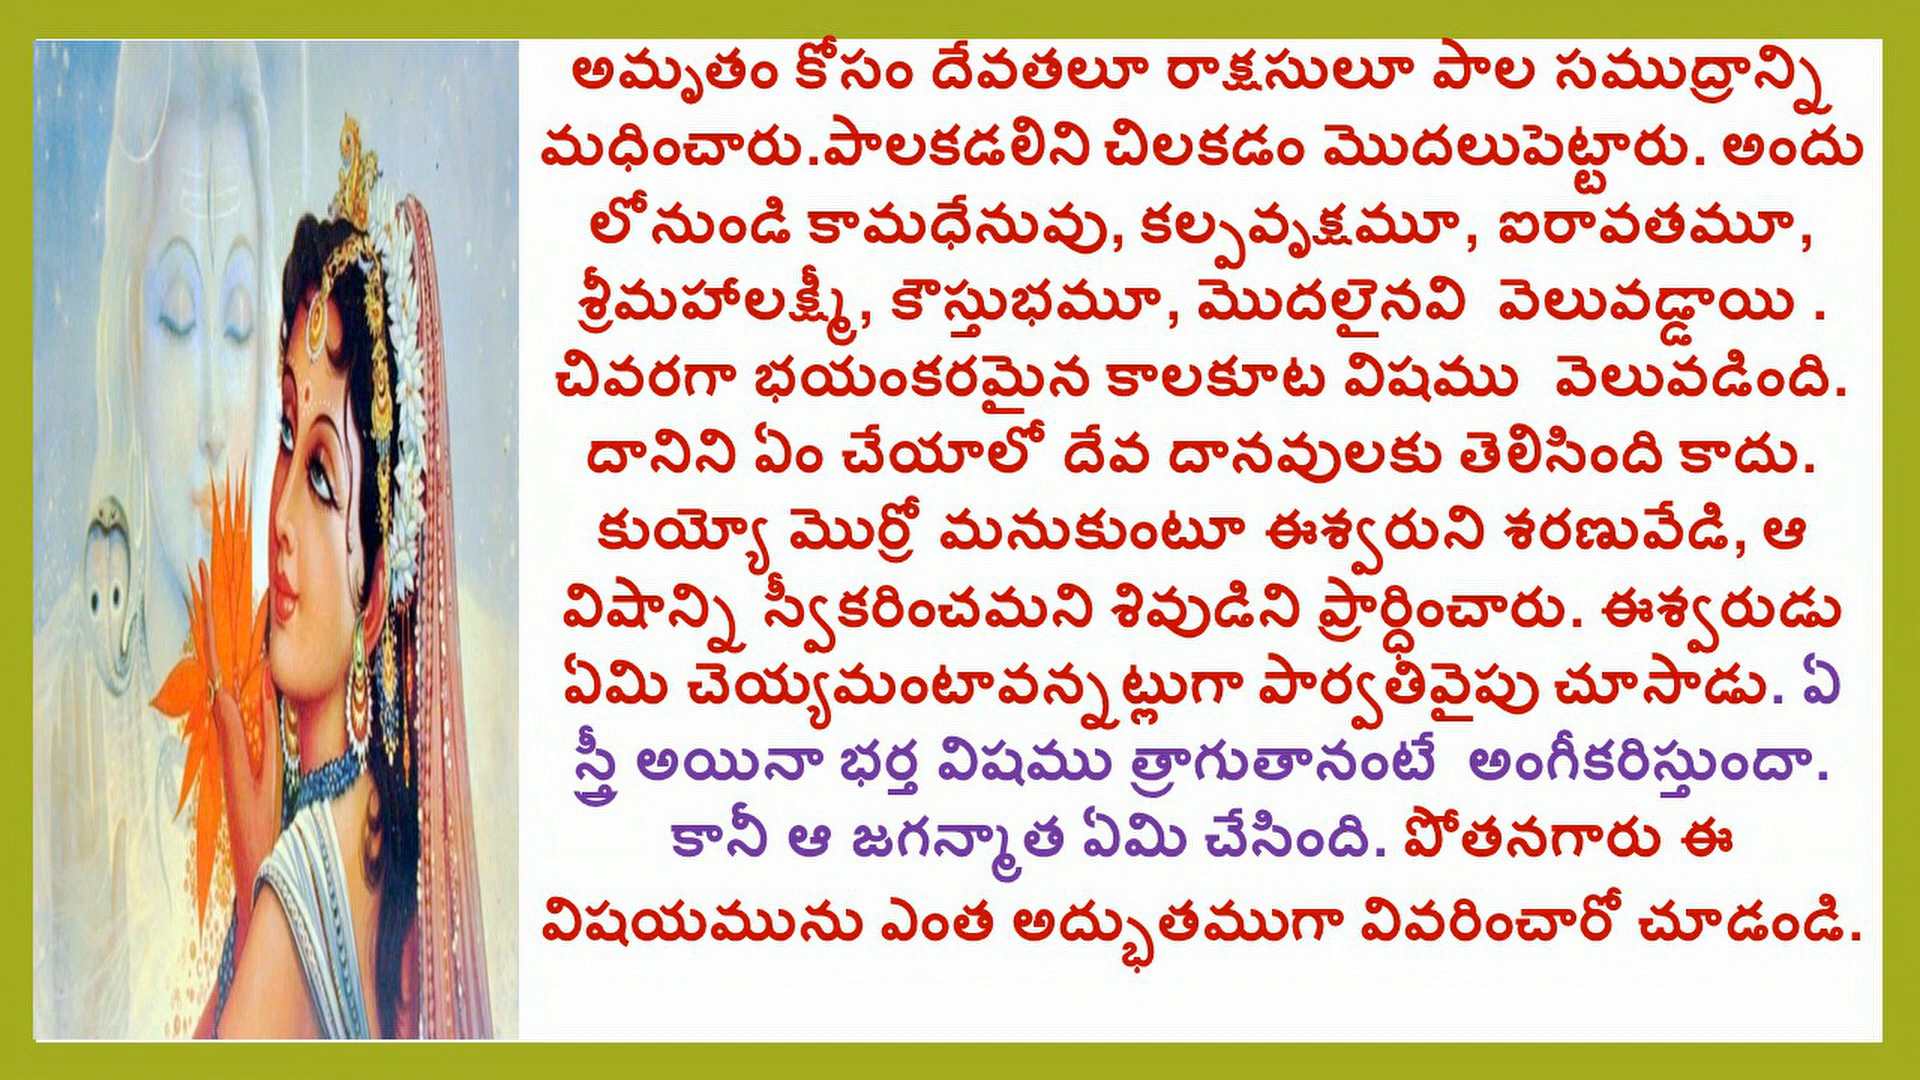 అమృతం కోసం దేవతలూ రాక్షసులూ పాల సముద్రాన్ని
మధించారు.పాలకడలిని చిలకడం మొదలుపెట్టారు. అందు
లోనుండి కామధేనువు, కల్పవృక్షమూ, ఐరావతమూ,
శ్రీమహాలక్ష్మీ, కౌస్తుభమూ, మొదలైనవి వెలువడ్డాయి .
చివరగా భయంకరమైన కాలకూట విషము వెలువడింది.
దానిని ఏం చేయాలో దేవ దానవులకు తెలిసింది కాదు.
కుయ్యో మొర్రో మనుకుంటూ ఈశ్వరుని శరణువేడి, ఆ
విషాన్ని స్వీకరించమని శివుడిని ప్రార్ధించారు. ఈశ్వరుడు
ఏమి చెయ్యమంటావన్నట్లుగా పార్వతివైపు చూసాడు. ఏ
స్త్రీ అయినా భర్త విషము త్రాగుతానంటే అంగీకరిస్తుందా.
కానీ ఆ జగన్మాత ఏమి చేసింది. పోతనగారు ఈ
విషయమును ఎంత అద్భుతముగా వివరించారో చూడండి.